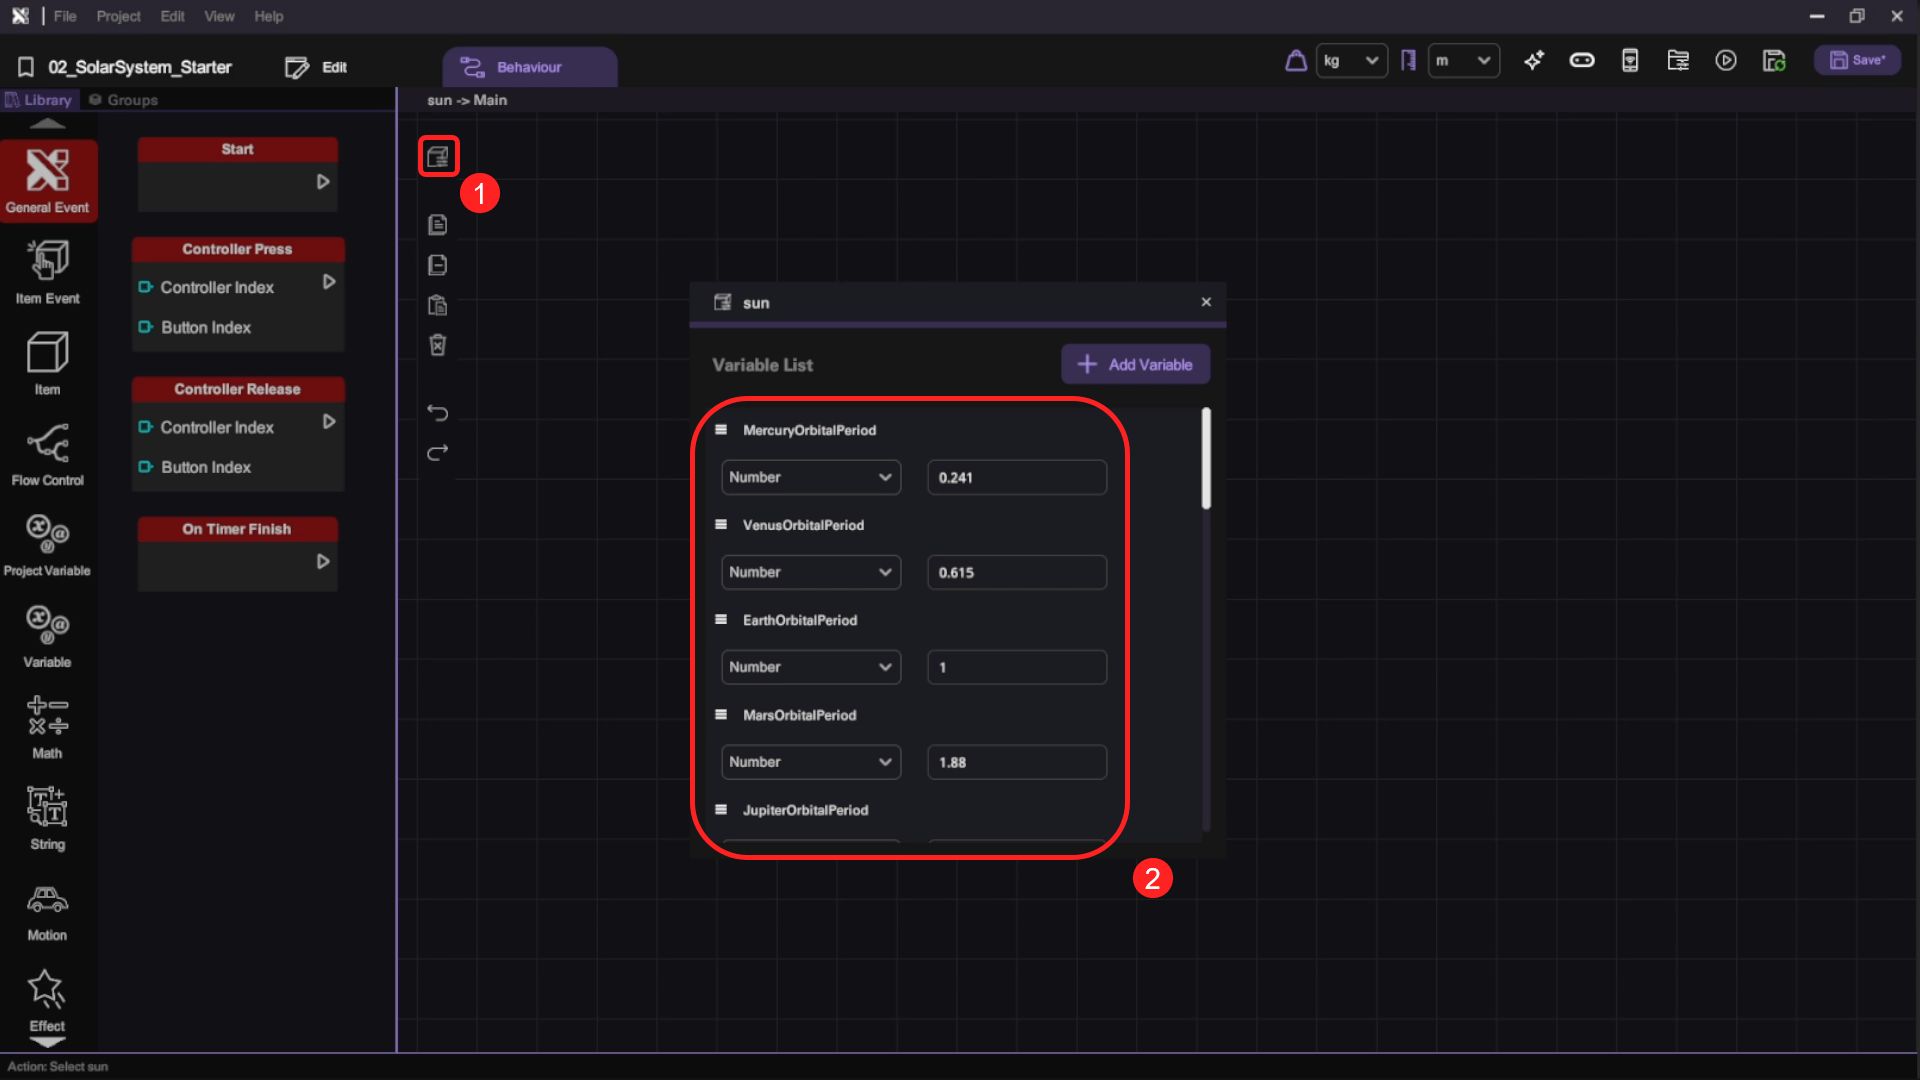 File Project Edit View Help
02_SolarSystem_Starter
Edit
Behaviour
kg
m
Save*
Library
Groups
sun -> Main
General Event
Item Event
Item
Flow Control
Project Variable
Variable
Math
String
Motion
Effect
Start
Controller Press
Controller Index
Button Index
Controller Release
Controller Index
Button Index
On Timer Finish
1
sun
Variable List
Add Variable
MercuryOrbitalPeriod
Number
0.241
VenusOrbitalPeriod
Number
0.615
EarthOrbitalPeriod
Number
1
MarsOrbitalPeriod
Number
1.88
JupiterOrbitalPeriod
2
Action: Select sun